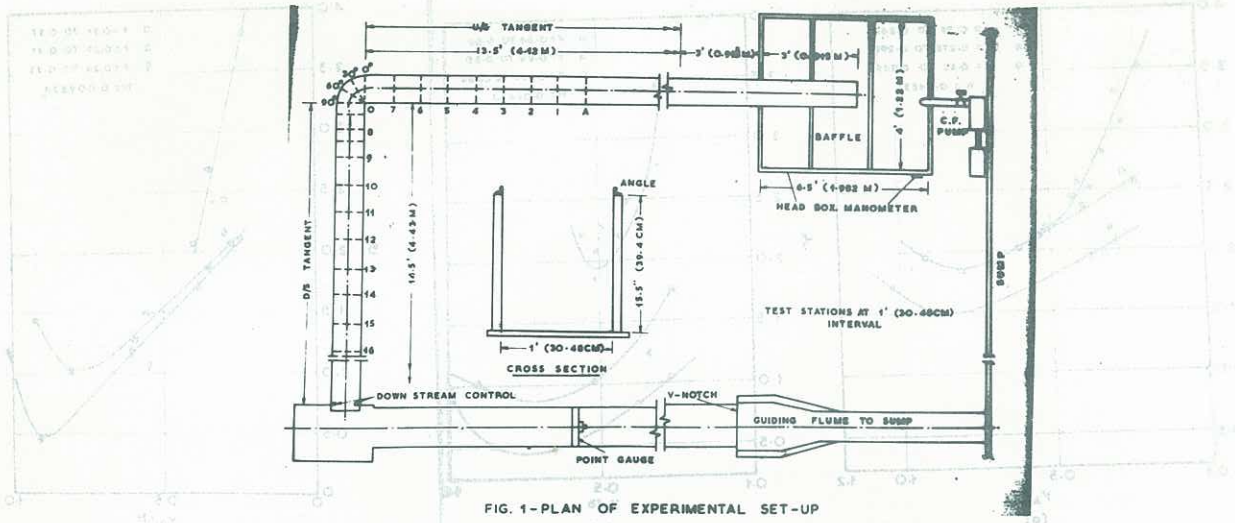 U/S TANGENT
13.5' (4.42 M)
3' (0.919 M)
3' (0.919 M)
90° 60° 30° 0°
0 7 6 5 4 3 2 1 A
8
9
10
11
12
13
14
15
16
D/S TANGENT
14.5' (4.43 M)
ANGLE
15.5" (39.4 CM)
1' (30.48CM)
CROSS SECTION
BAFFLE
4' (1.22 M)
C.F. PUMP
6.5' (1.982 M)
HEAD BOX, MANOMETER
SUMP
TEST STATIONS AT 1' (30.48CM)
INTERVAL
DOWN STREAM CONTROL
V-NOTCH
GUIDING FLUME TO SUMP
POINT GAUGE
FIG. 1-PLAN OF EXPERIMENTAL SET-UP